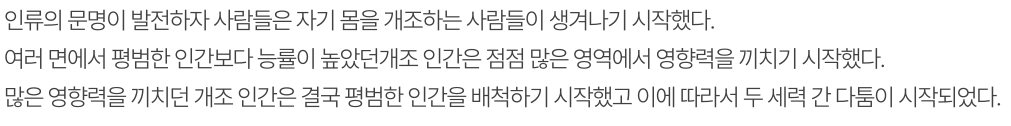 인류의 문명이 발전하자 사람들은 자기 몸을 개조하는 사람들이 생겨나기 시작했다.
여러 면에서 평범한 인간보다 능률이 높았던개조 인간은 점점 많은 영역에서 영향력을 끼치기 시작했다.
많은 영향력을 끼치던 개조 인간은 결국 평범한 인간을 배척하기 시작했고 이에 따라서 두 세력 간 다툼이 시작되었다.